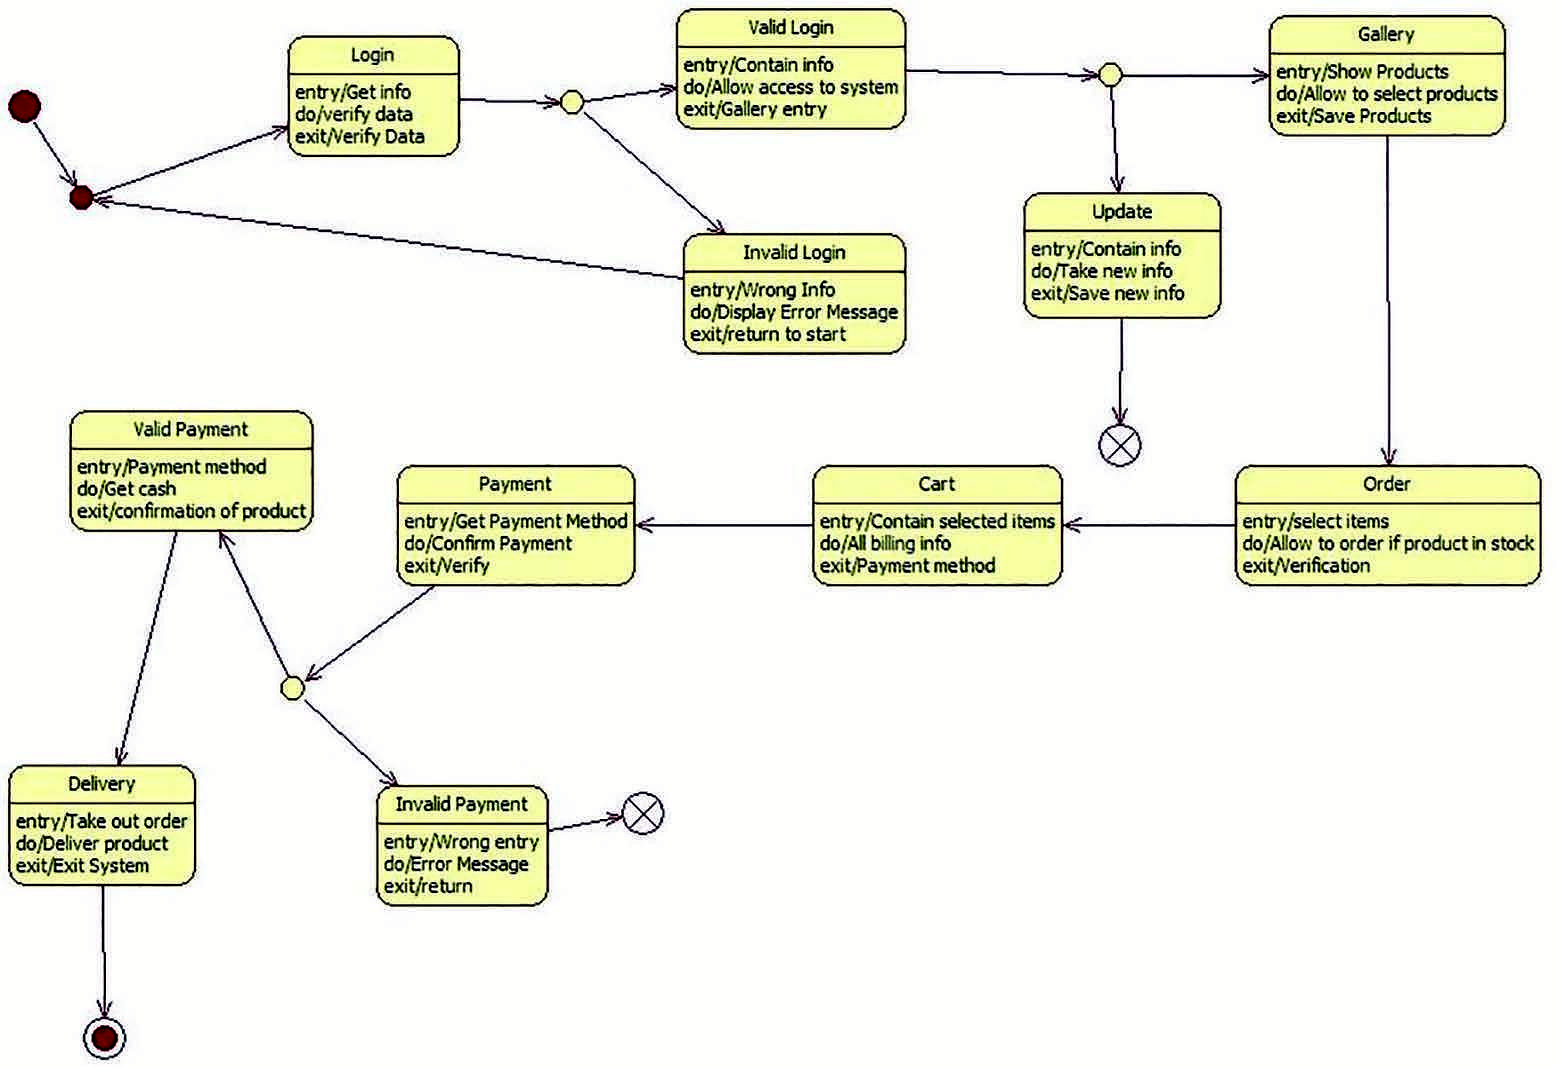 Login
entry/Get info
do/verify data
exit/Verify Data
Valid Login
entry/Contain info
do/Allow access to system
exit/Gallery entry
Gallery
entry/Show Products
do/Allow to select products
exit/Save Products
Invalid Login
entry/Wrong Info
do/Display Error Message
exit/return to start
Update
entry/Contain info
do/Take new info
exit/Save new info
Order
entry/select items
do/Allow to order if product in stock
exit/Verification
Cart
entry/Contain selected items
do/All billing info
exit/Payment method
Payment
entry/Get Payment Method
do/Confirm Payment
exit/Verify
Valid Payment
entry/Payment method
do/Get cash
exit/confirmation of product
Invalid Payment
entry/Wrong entry
do/Error Message
exit/return
Delivery
entry/Take out order
do/Deliver product
exit/Exit System